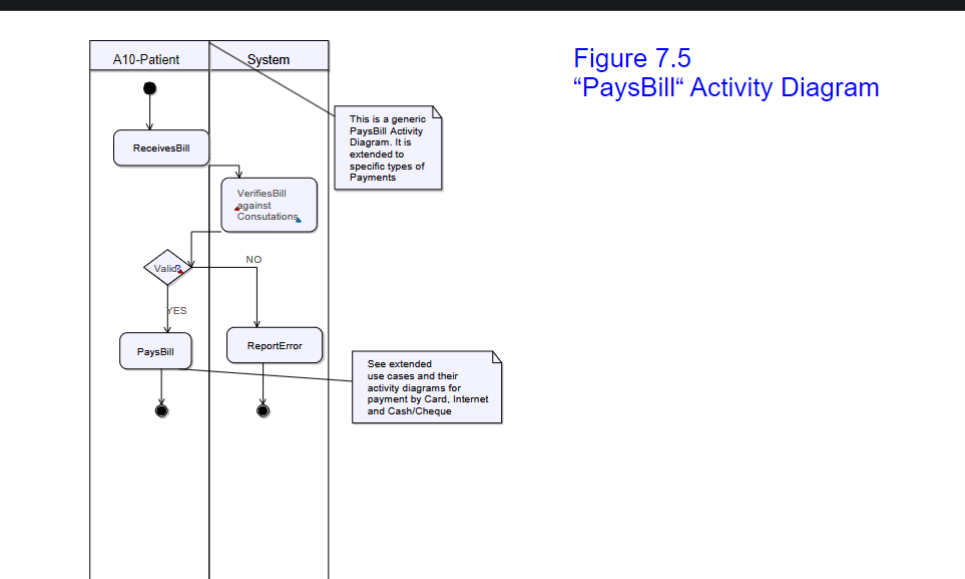 A10-Patient
System
Figure 7.5
“PaysBill“ Activity Diagram
This is a generic
PaysBill Activity
Diagram. It is
extended to
specific types of
Payments
ReceivesBill
VerifiesBill
against
Consutations
Valid?
NO
YES
PaysBill
ReportError
See extended
use cases and their
activity diagrams for
payment by Card, Internet
and Cash/Cheque